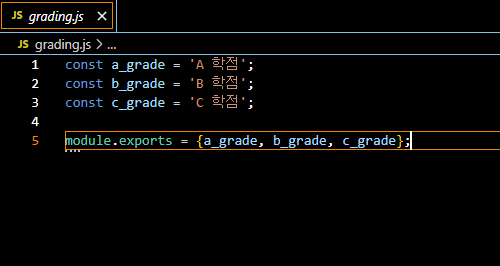 JS grading.js ×
JS grading.js > ...
1 const a_grade = 'A 학점';
2 const b_grade = 'B 학점';
3 const c_grade = 'C 학점';
4
5 module.exports = {a_grade, b_grade, c_grade};